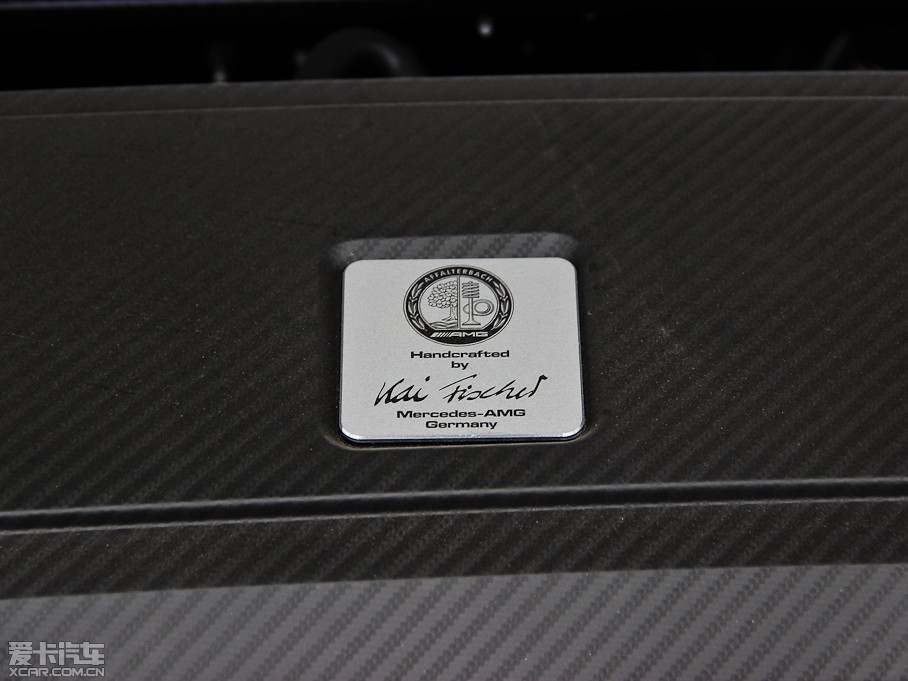 AFFALTERBACH
AMG
Handcrafted
by
Kai Fischer
Mercedes-AMG
Germany
爱卡汽车
XCAR.COM.CN